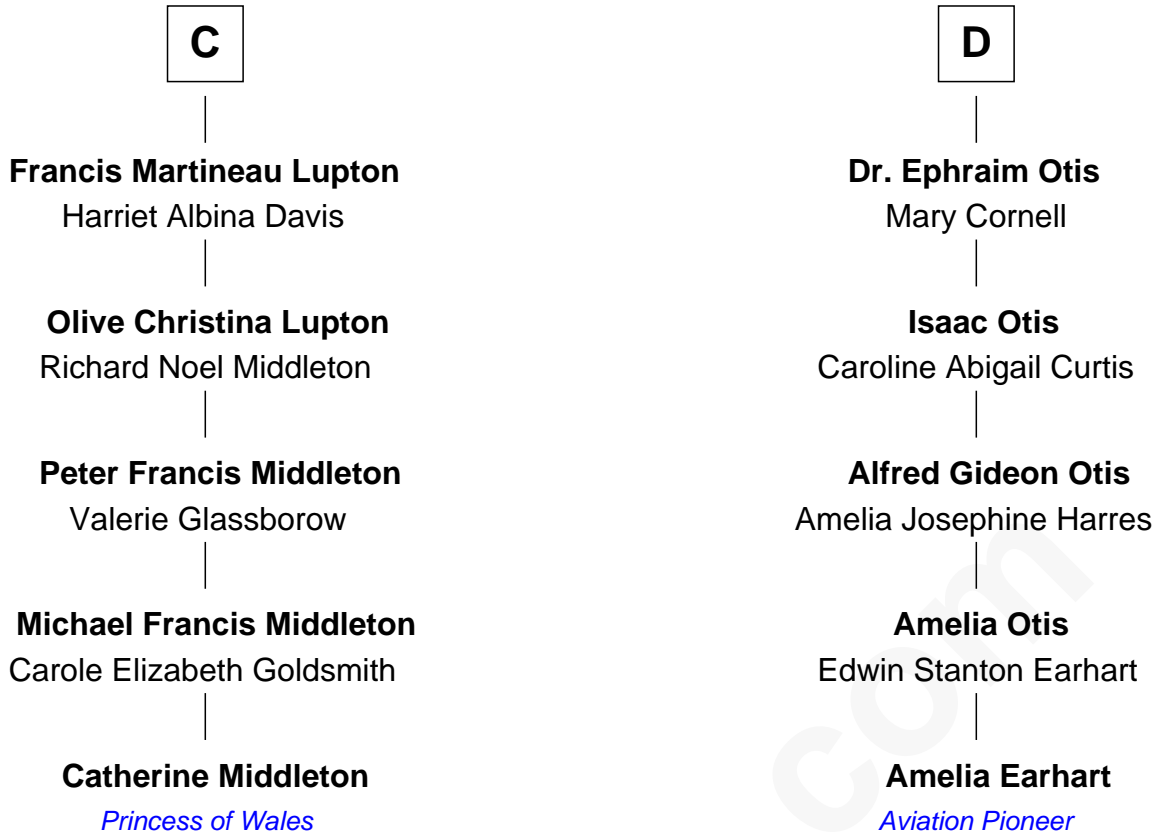 C
Francis Martineau Lupton
Harriet Albina Davis
Olive Christina Lupton
Richard Noel Middleton
Peter Francis Middleton
Valerie Glassborow
Michael Francis Middleton
Carole Elizabeth Goldsmith
Catherine Middleton
Princess of Wales
D
Dr. Ephraim Otis
Mary Cornell
Isaac Otis
Caroline Abigail Curtis
Alfred Gideon Otis
Amelia Josephine Harres
Amelia Otis
Edwin Stanton Earhart
Amelia Earhart
Aviation Pioneer
com